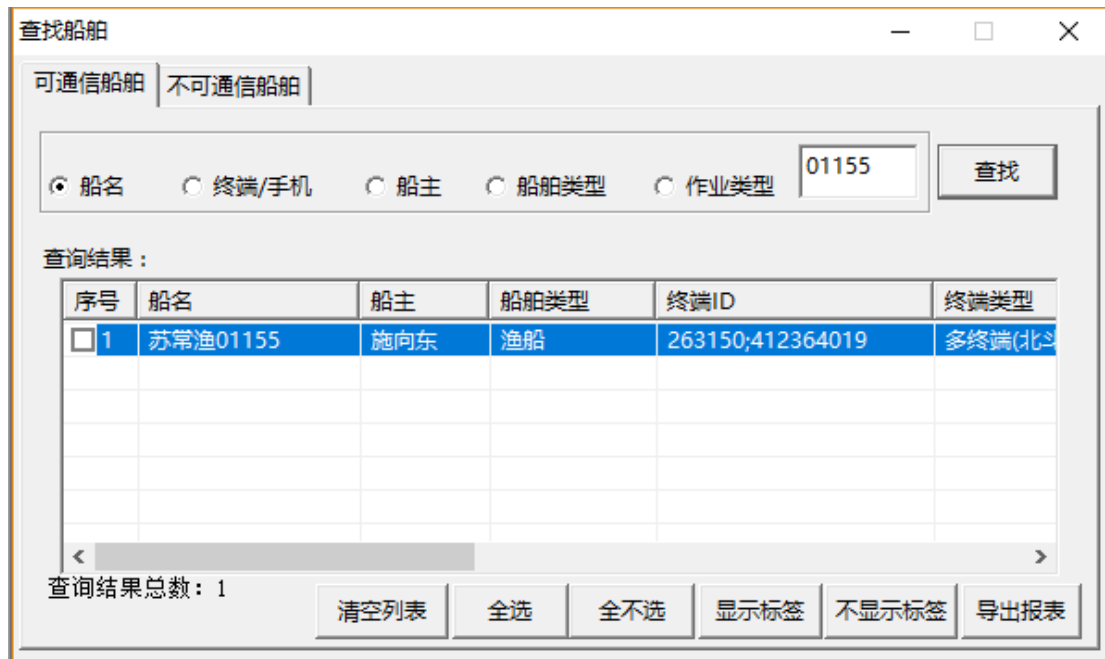 查找船舶
可通信船舶 不可通信船舶
船名 终端/手机 船主 船舶类型 作业类型 01155 查找
查询结果：
序号 船名 船主 船舶类型 终端ID 终端类型
1 苏常渔01155 施向东 渔船 263150;412364019 多终端(北斗
查询结果总数: 1
清空列表 全选 全不选 显示标签 不显示标签 导出报表